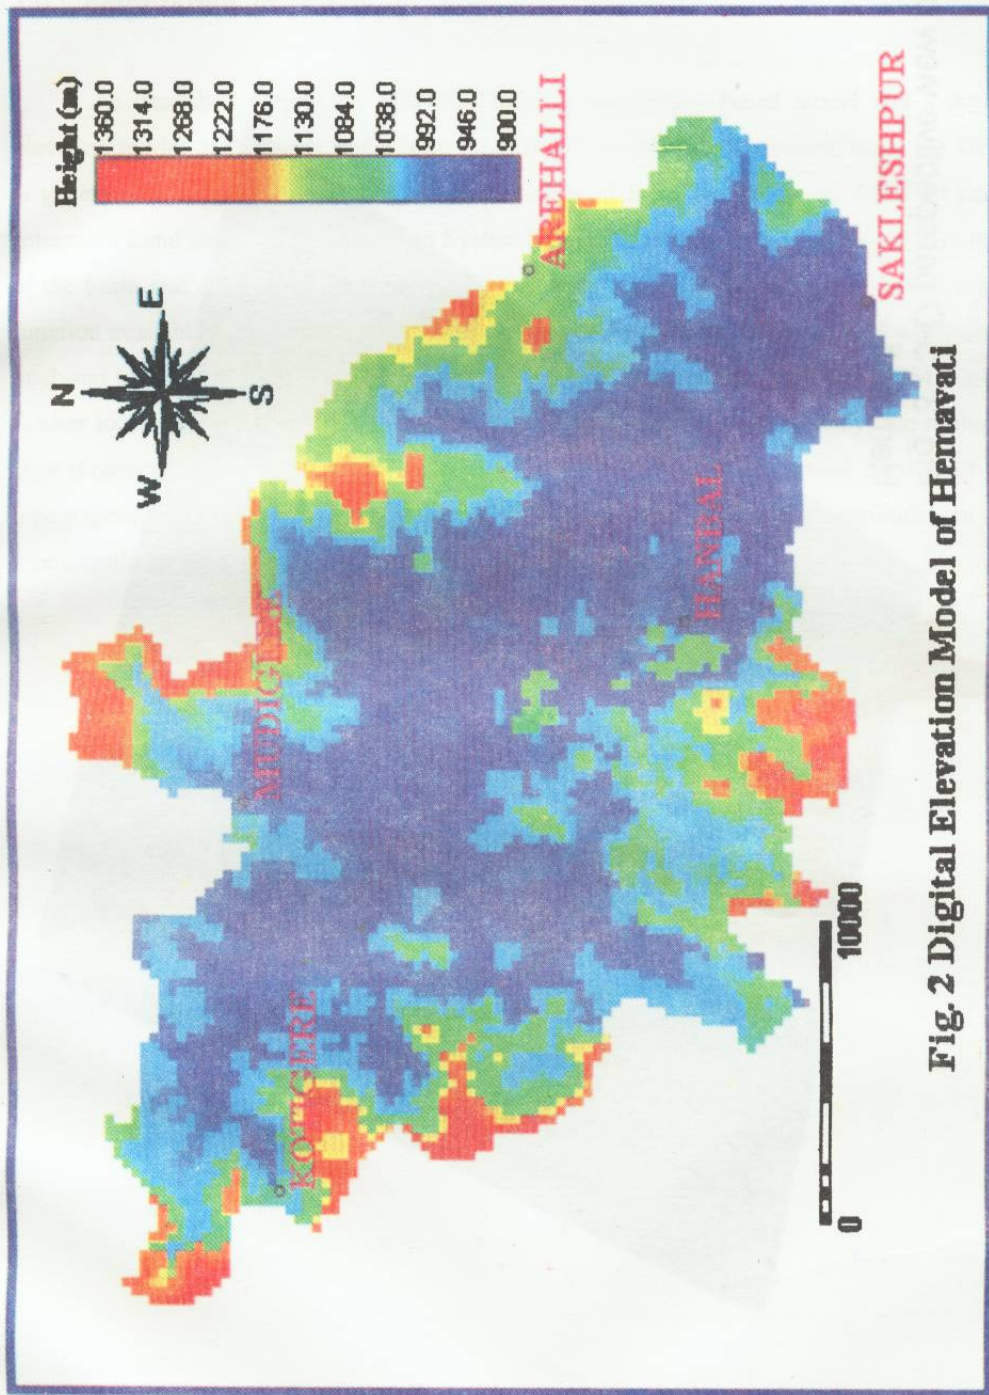 Height (m)
1360.0
1314.0
1268.0
1222.0
1176.0
1130.0
1084.0
1038.0
992.0
946.0
900.0
N
W
E
S
MUDIGERE
KOTIGERE
AREHALLI
HANBAL
SAKLESHPUR
0
10000
Fig. 2 Digital Elevation Model of Hemavati